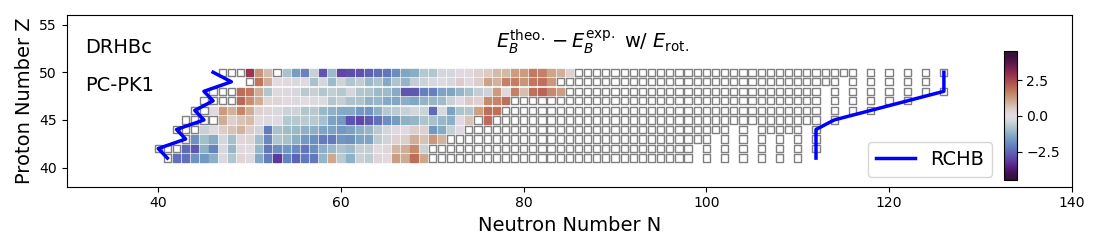 E_B^theo. − E_B^exp. w/ E_rot.
DRHBc
PC-PK1
Proton Number Z
55
50
45
40
2.5
0.0
−2.5
RCHB
40
60
80
100
120
140
Neutron Number N